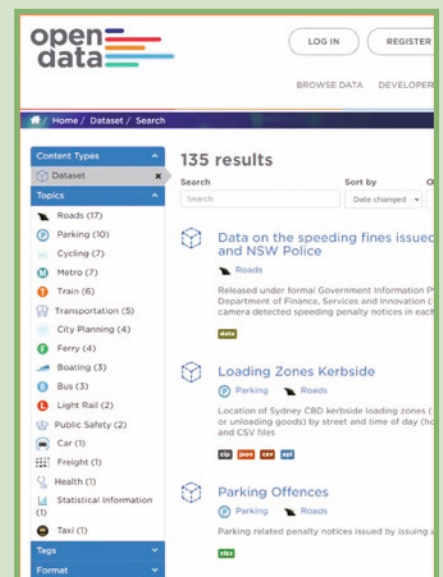 open
data
LOG IN
REGISTER
BROWSE DATA DEVELOPER
/ Home / Dataset / Search
Content Types
Dataset x
Topics
Roads (17)
P Parking (10)
Cycling (7)
M Metro (7)
T Train (6)
Transportation (5)
City Planning (4)
F Ferry (4)
Boating (3)
B Bus (3)
L Light Rail (2)
Public Safety (2)
Car (1)
Freight (1)
Health (1)
Statistical Information
(1)
Taxi (1)
Tags
Format
135 results
Search Sort by O
Search Date changed
Data on the speeding fines issued
and NSW Police
Roads
Released under formal Government Information P
Department of Finance, Services and Innovation (
camera detected speeding penalty notices in each
data
Loading Zones Kerbside
P Parking Roads
Location of Sydney CBD kerbside loading zones (
or unloading goods) by street and time of day (ho
and CSV files
zip json csv api
Parking Offences
P Parking Roads
Parking related penalty notices issued by issuing a
xlsx